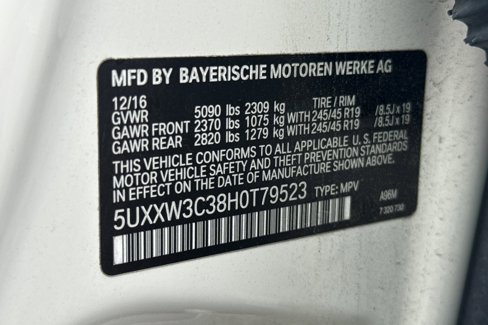 MFD BY BAYERISCHE MOTOREN WERKE AG
12/16 TIRE / RIM
GVWR 5090 lbs 2309 kg
GAWR FRONT 2370 lbs 1075 kg WITH 245/45 R19 /8.5J x 19
GAWR REAR 2820 lbs 1279 kg WITH 245/45 R19 /8.5J x 19
THIS VEHICLE CONFORMS TO ALL APPLICABLE U. S. FEDERAL
MOTOR VEHICLE SAFETY AND THEFT PREVENTION STANDARDS
IN EFFECT ON THE DATE OF MANUFACTURE SHOWN ABOVE.
5UXXW3C38H0T79523 TYPE: MPV
A96M
7 320 730